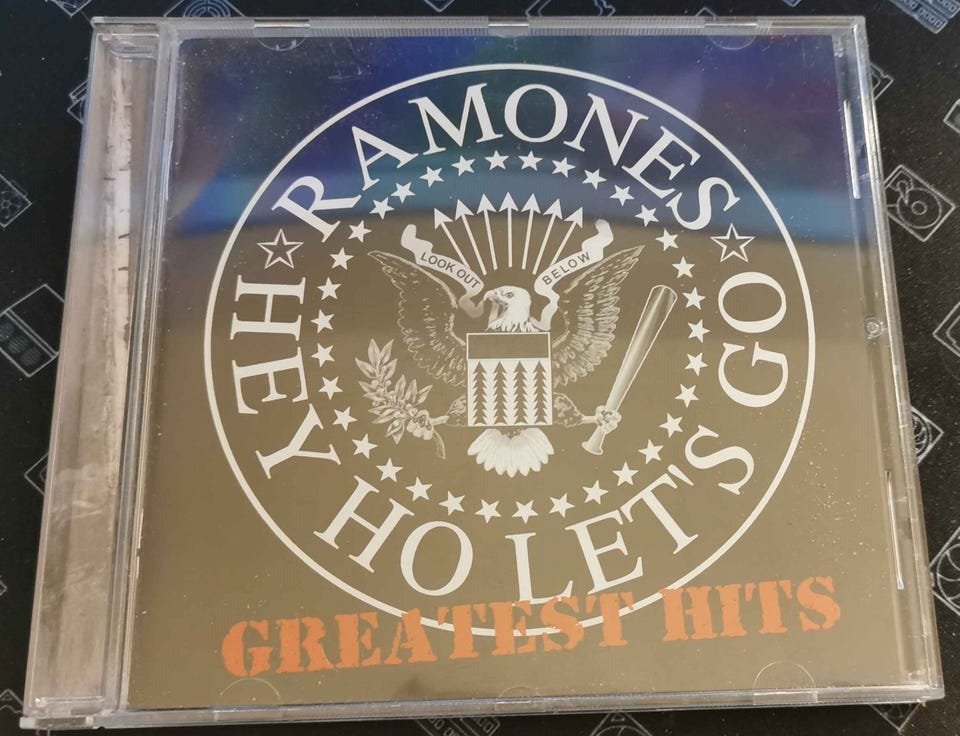 RAMONES
HEY HO LET'S GO
LOOK OUT BELOW
GREATEST HITS